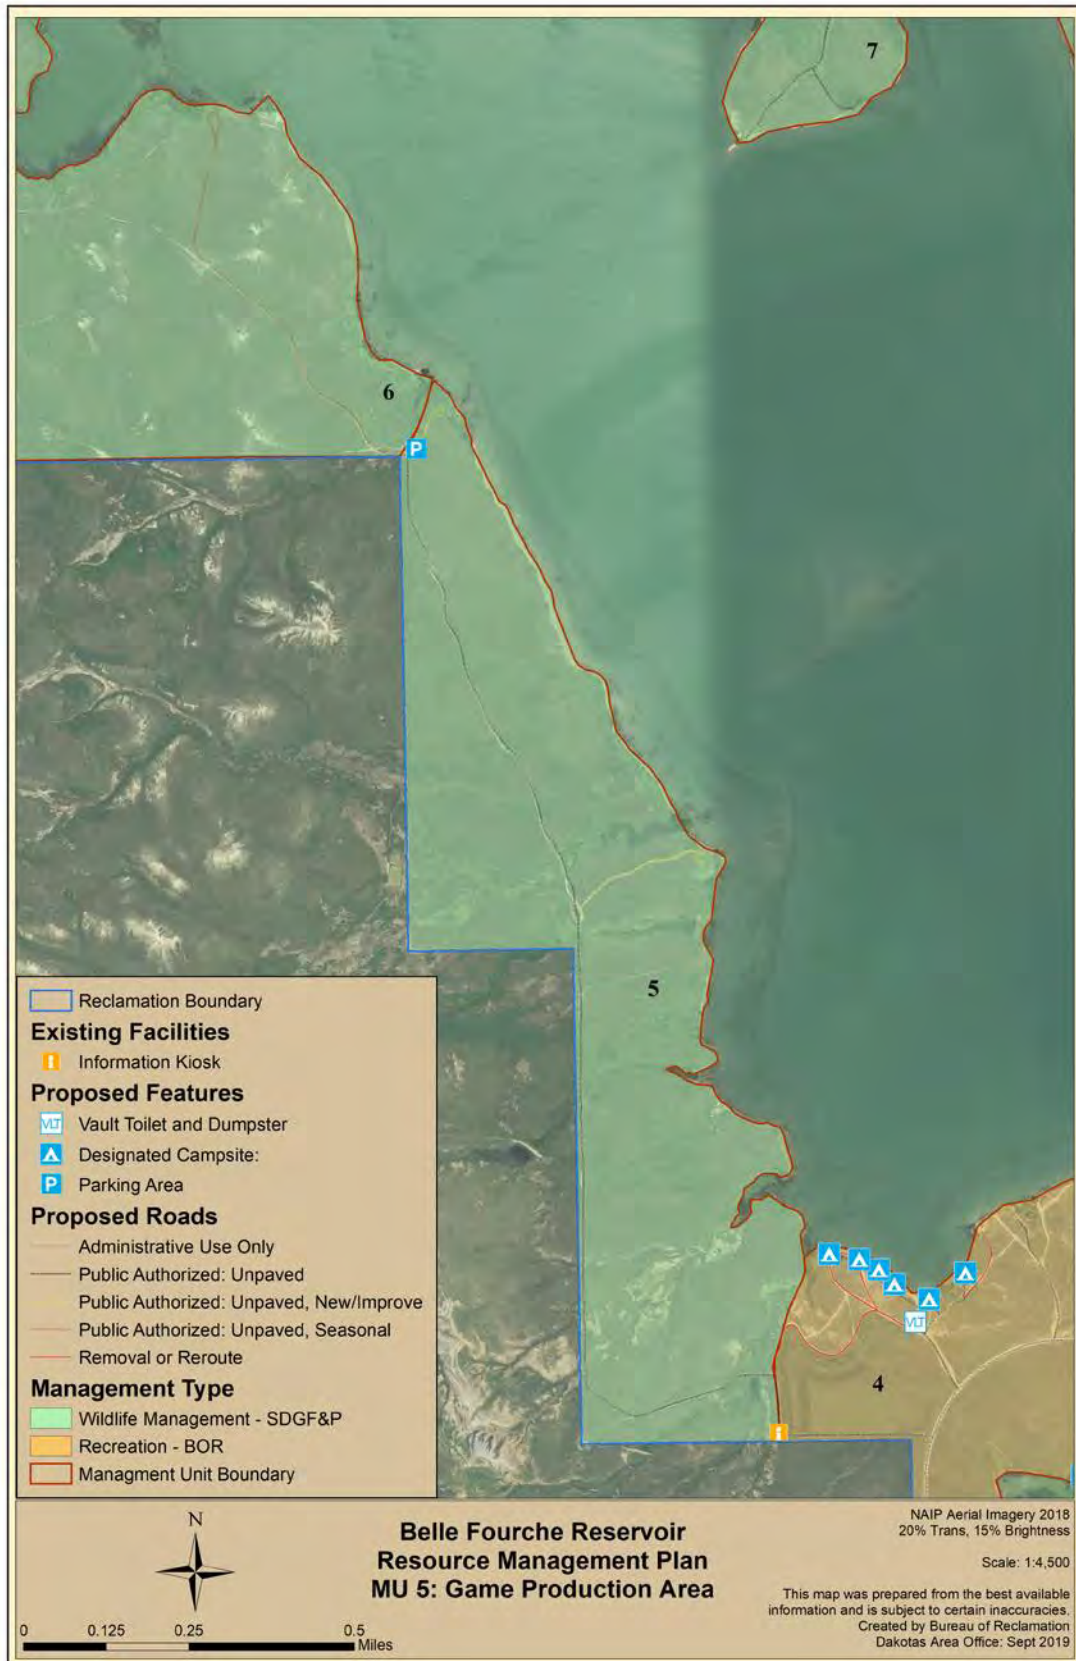 7
6
P
5
4
VLT
i
Reclamation Boundary
Existing Facilities
i Information Kiosk
Proposed Features
VLT Vault Toilet and Dumpster
Designated Campsite:
P Parking Area
Proposed Roads
Administrative Use Only
Public Authorized: Unpaved
Public Authorized: Unpaved, New/Improve
Public Authorized: Unpaved, Seasonal
Removal or Reroute
Management Type
Wildlife Management - SDGF&P
Recreation - BOR
Managment Unit Boundary
N
0 0.125 0.25 0.5
Miles
Belle Fourche Reservoir
Resource Management Plan
MU 5: Game Production Area
NAIP Aerial Imagery 2018
20% Trans, 15% Brightness
Scale: 1:4,500
This map was prepared from the best available
information and is subject to certain inaccuracies.
Created by Bureau of Reclamation
Dakotas Area Office: Sept 2019